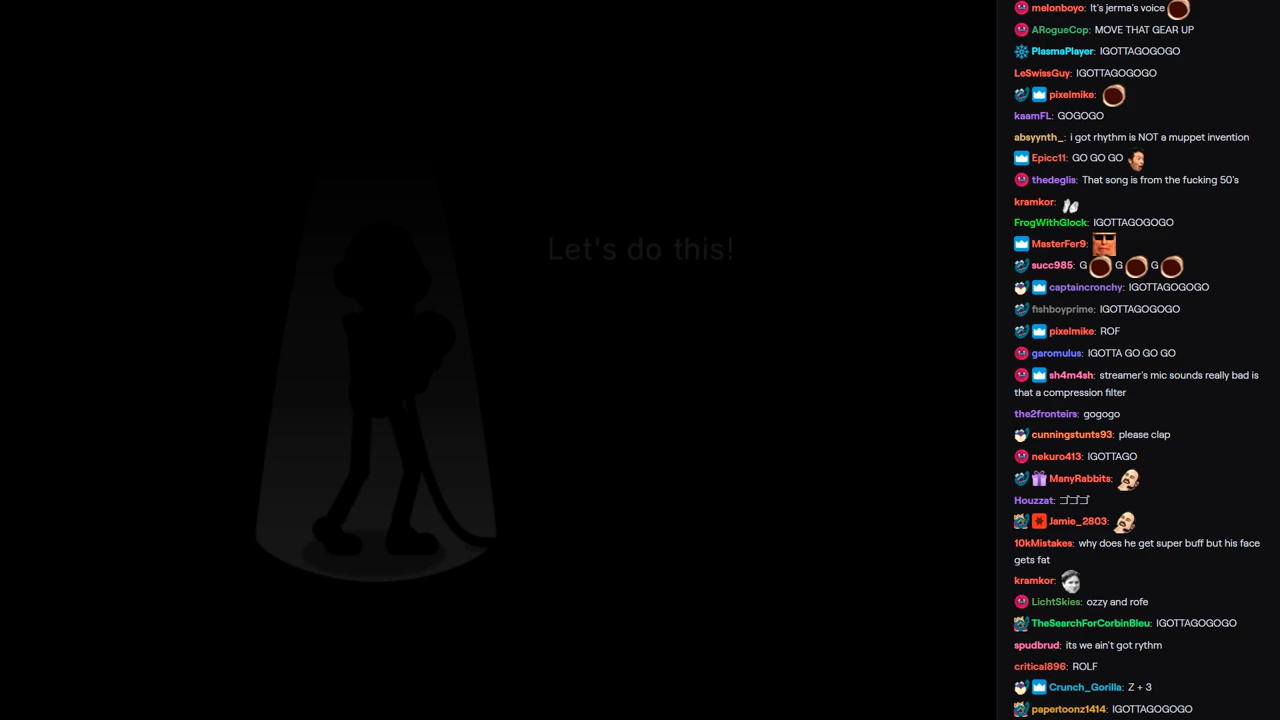 Let's do this!
melonboyo: It's jerma's voice
ARogueCop: MOVE THAT GEAR UP
PlasmaPlayer: IGOTTAGOGOGO
LeSwissGuy: IGOTTAGOGOGO
pixelmike:
kaamFL: GOGOGO
absyynth_: i got rhythm is NOT a muppet invention
Epicc11: GO GO GO
thedeglis: That song is from the fucking 50's
kramkor:
FrogWithGlock: IGOTTAGOGOGO
MasterFer9:
succ985: G G G
captaincronchy: IGOTTAGOGOGO
fishboyprime: IGOTTAGOGOGO
pixelmike: ROF
garomulus: IGOTTA GO GO GO
sh4m4sh: streamer's mic sounds really bad is
that a compression filter
the2fronteirs: gogogo
cunningstunts93: please clap
nekuro413: IGOTTAGO
ManyRabbits:
Houzzat: ゴゴゴ
Jamie_2803:
10kMistakes: why does he get super buff but his face
gets fat
kramkor:
LichtSkies: ozzy and rofe
TheSearchForCorbinBleu: IGOTTAGOGOGO
spudbrud: its we ain't got rythm
critical896: ROLF
Crunch_Gorilla: Z + 3
papertoonz1414: IGOTTAGOGOGO